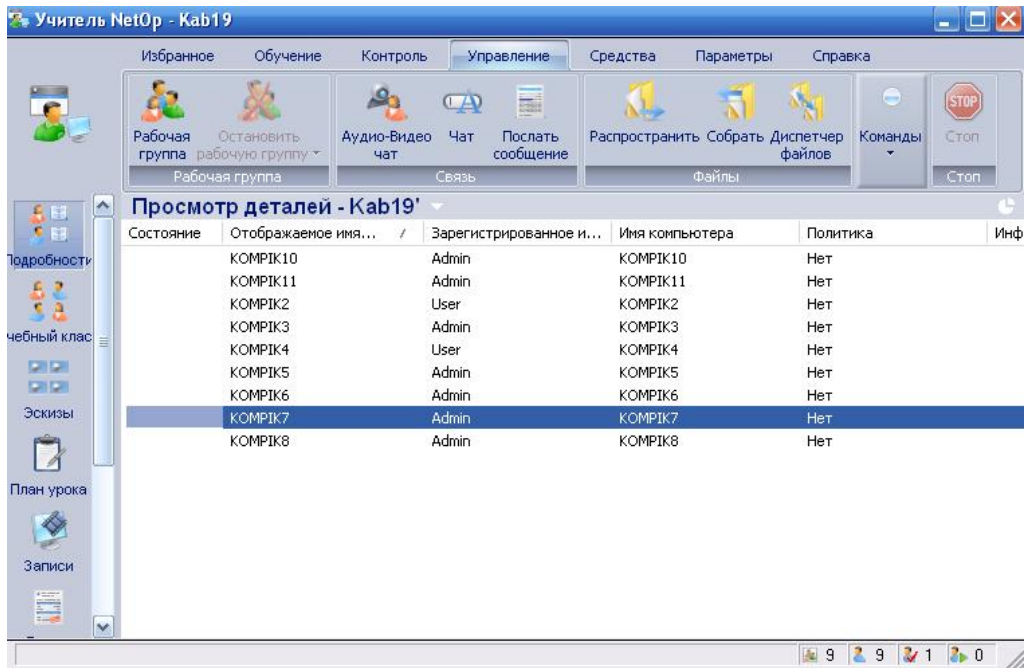 Учитель NetOp - Kab19
Избранное Обучение Контроль Управление Средства Параметры Справка
Рабочая группа Остановить рабочую группу Аудио-Видео чат Чат Послать сообщение Распространить Собрать Диспетчер файлов Команды STOP Стоп
Рабочая группа Связь Файлы Стоп
Просмотр деталей - Kab19'
Состояние Отображаемое имя... / Зарегистрированное и... Имя компьютера Политика Инф
KOMPIK10 Admin KOMPIK10 Нет
KOMPIK11 Admin KOMPIK11 Нет
KOMPIK2 User KOMPIK2 Нет
KOMPIK3 Admin KOMPIK3 Нет
KOMPIK4 User KOMPIK4 Нет
KOMPIK5 Admin KOMPIK5 Нет
KOMPIK6 Admin KOMPIK6 Нет
KOMPIK7 Admin KOMPIK7 Нет
KOMPIK8 Admin KOMPIK8 Нет
Подробности
чебный клас
Эскизы
План урока
Записи
9 9 1 0